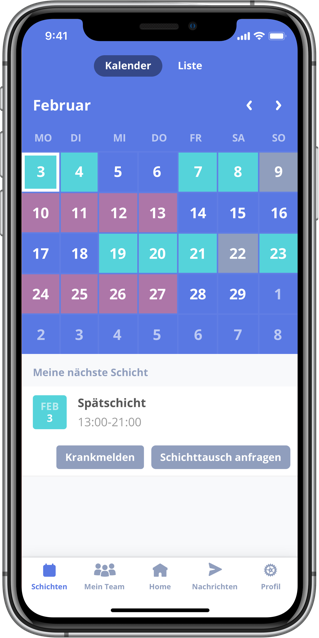 9:41
Kalender Liste
Februar
MO DI MI DO FR SA SO
3 4 5 6 7 8 9
10 11 12 13 14 15 16
17 18 19 20 21 22 23
24 25 26 27 28 29 1
2 3 4 5 6 7 8
Meine nächste Schicht
FEB
3
Spätschicht
13:00-21:00
Krankmelden Schichttausch anfragen
Schichten Mein Team Home Nachrichten Profil